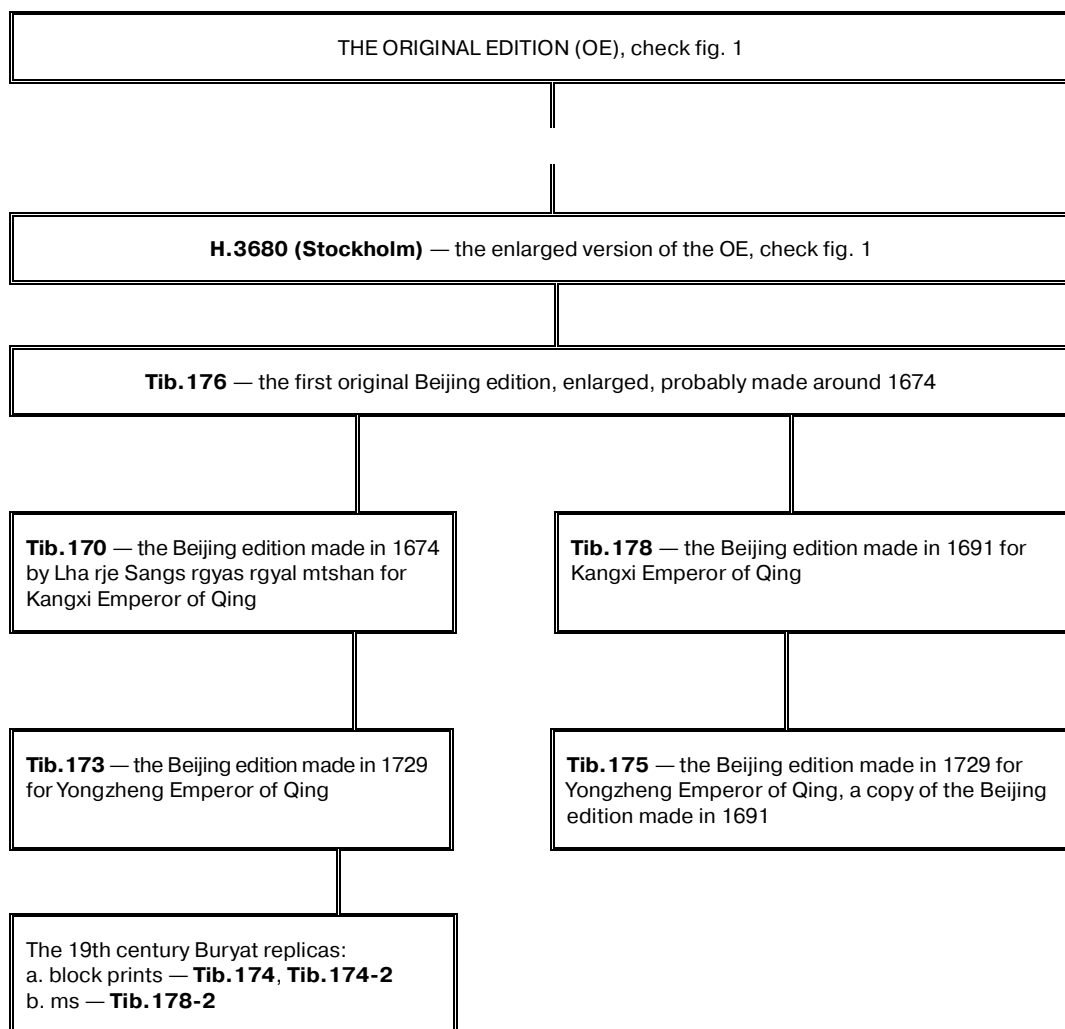 THE ORIGINAL EDITION (OE), check fig. 1
H.3680 (Stockholm) — the enlarged version of the OE, check fig. 1
Tib.176 — the first original Beijing edition, enlarged, probably made around 1674
Tib.170 — the Beijing edition made in 1674
by Lha rje Sangs rgyas rgyal mtshan for
Kangxi Emperor of Qing
Tib.178 — the Beijing edition made in 1691 for
Kangxi Emperor of Qing
Tib.173 — the Beijing edition made in 1729
for Yongzheng Emperor of Qing
Tib.175 — the Beijing edition made in 1729 for
Yongzheng Emperor of Qing, a copy of the Beijing
edition made in 1691
The 19th century Buryat replicas:
a. block prints — Tib.174, Tib.174-2
b. ms — Tib.178-2